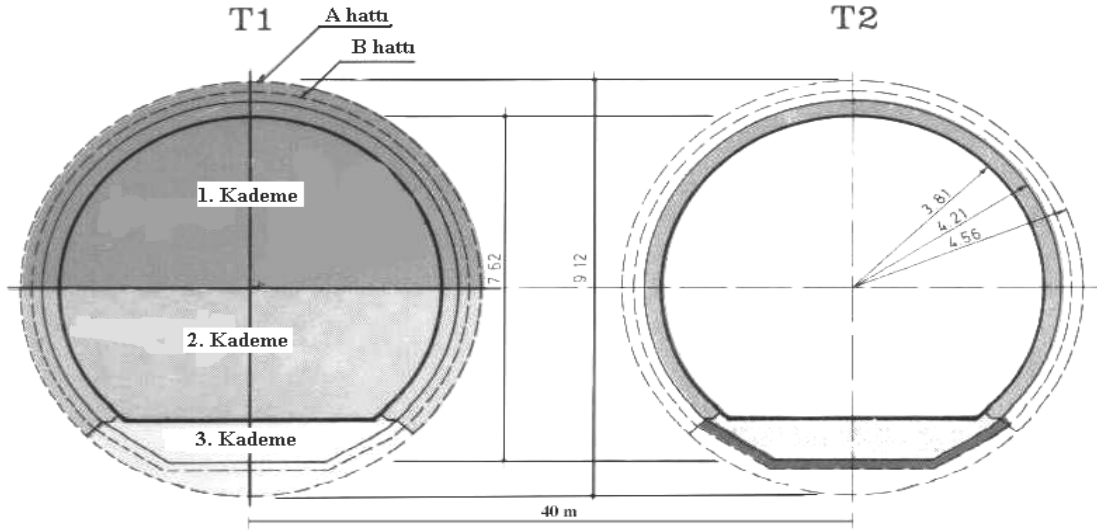 T1
A hattı
B hattı
T2
1. Kademe
2. Kademe
3. Kademe
7.62
9.12
3.81
4.21
4.56
40 m